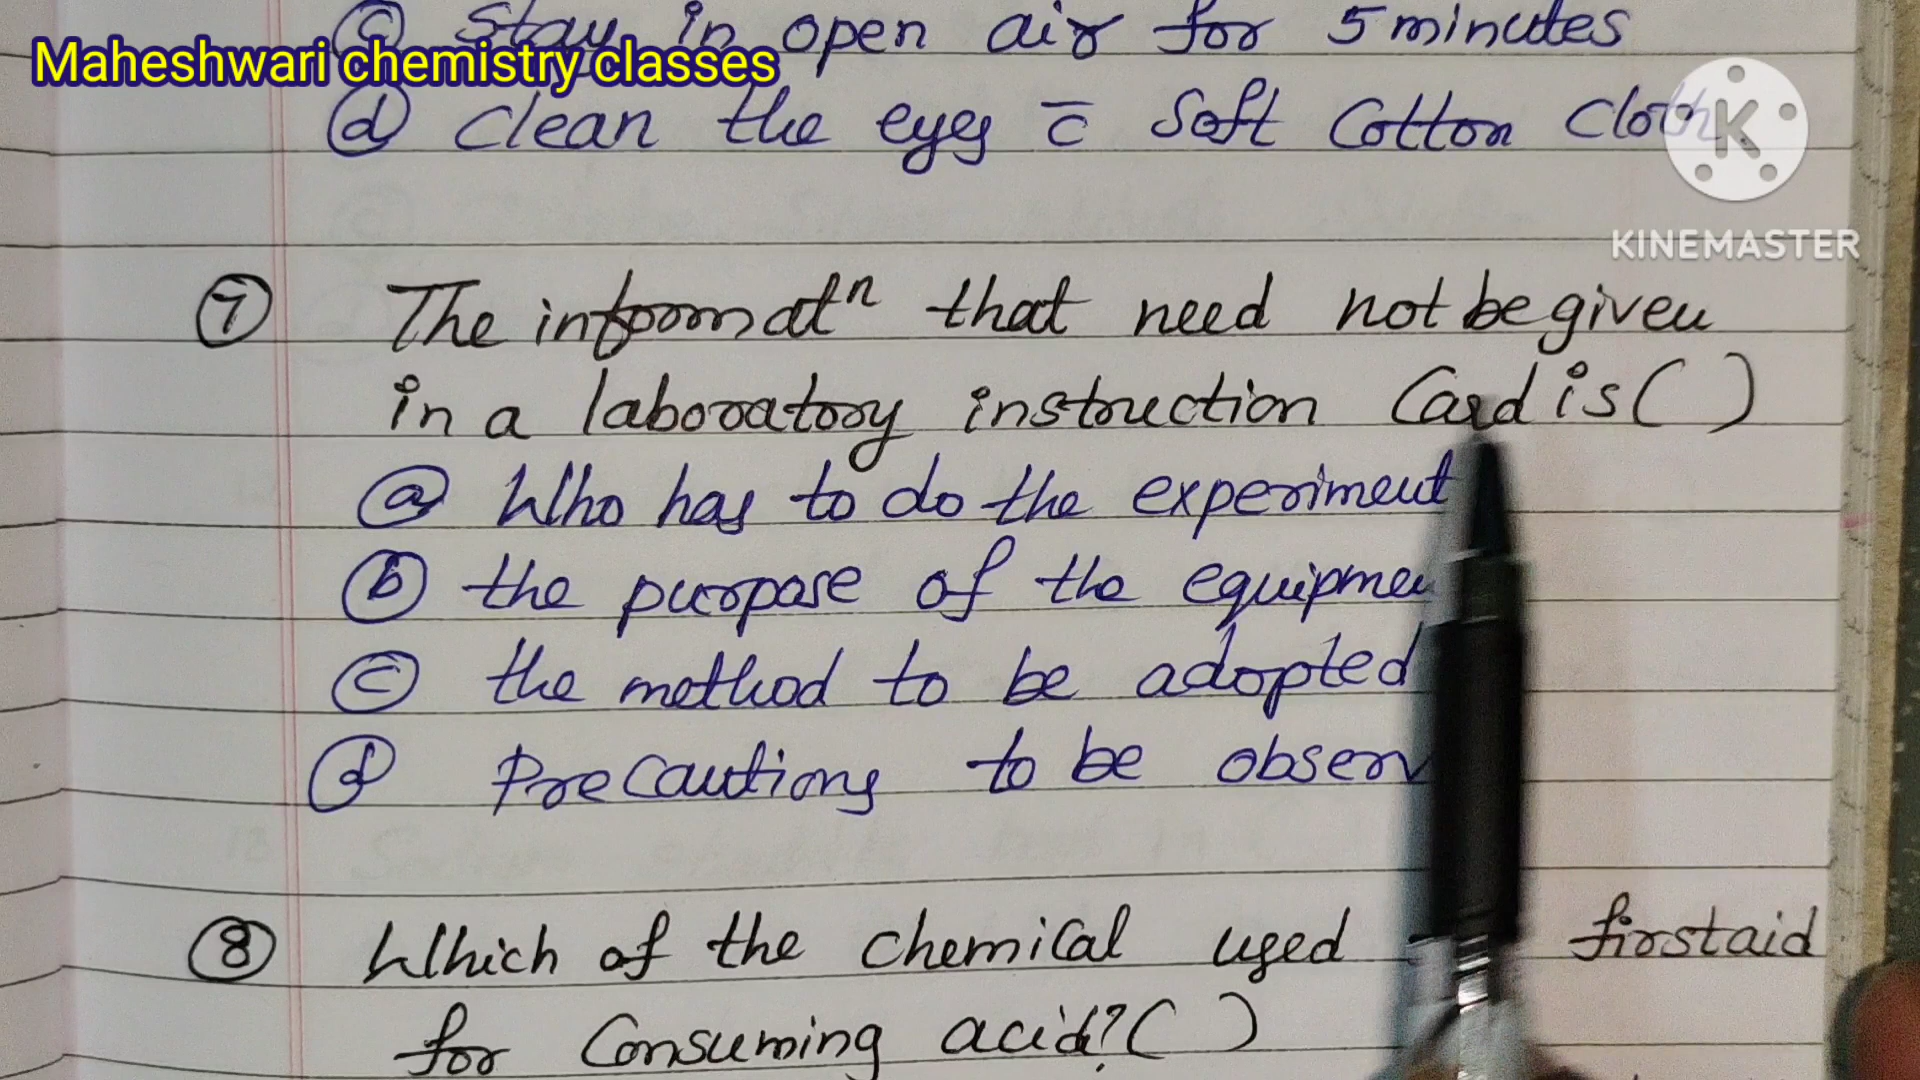 ⓒ Stay in open air for 5 minutes
Maheshwari chemistry classes
ⓓ clean the eyes c̄ Soft Cotton Cloth
KINEMASTER
⑦ The informatⁿ that need not be given
in a laboratory instruction Card is ( )
ⓐ Who has to do the experiment
ⓑ the purpose of the equipmen
ⓒ the method to be adopted
ⓓ Precautions to be observ
⑧ Which of the chemical used firstaid
for Consuming acid? ( )